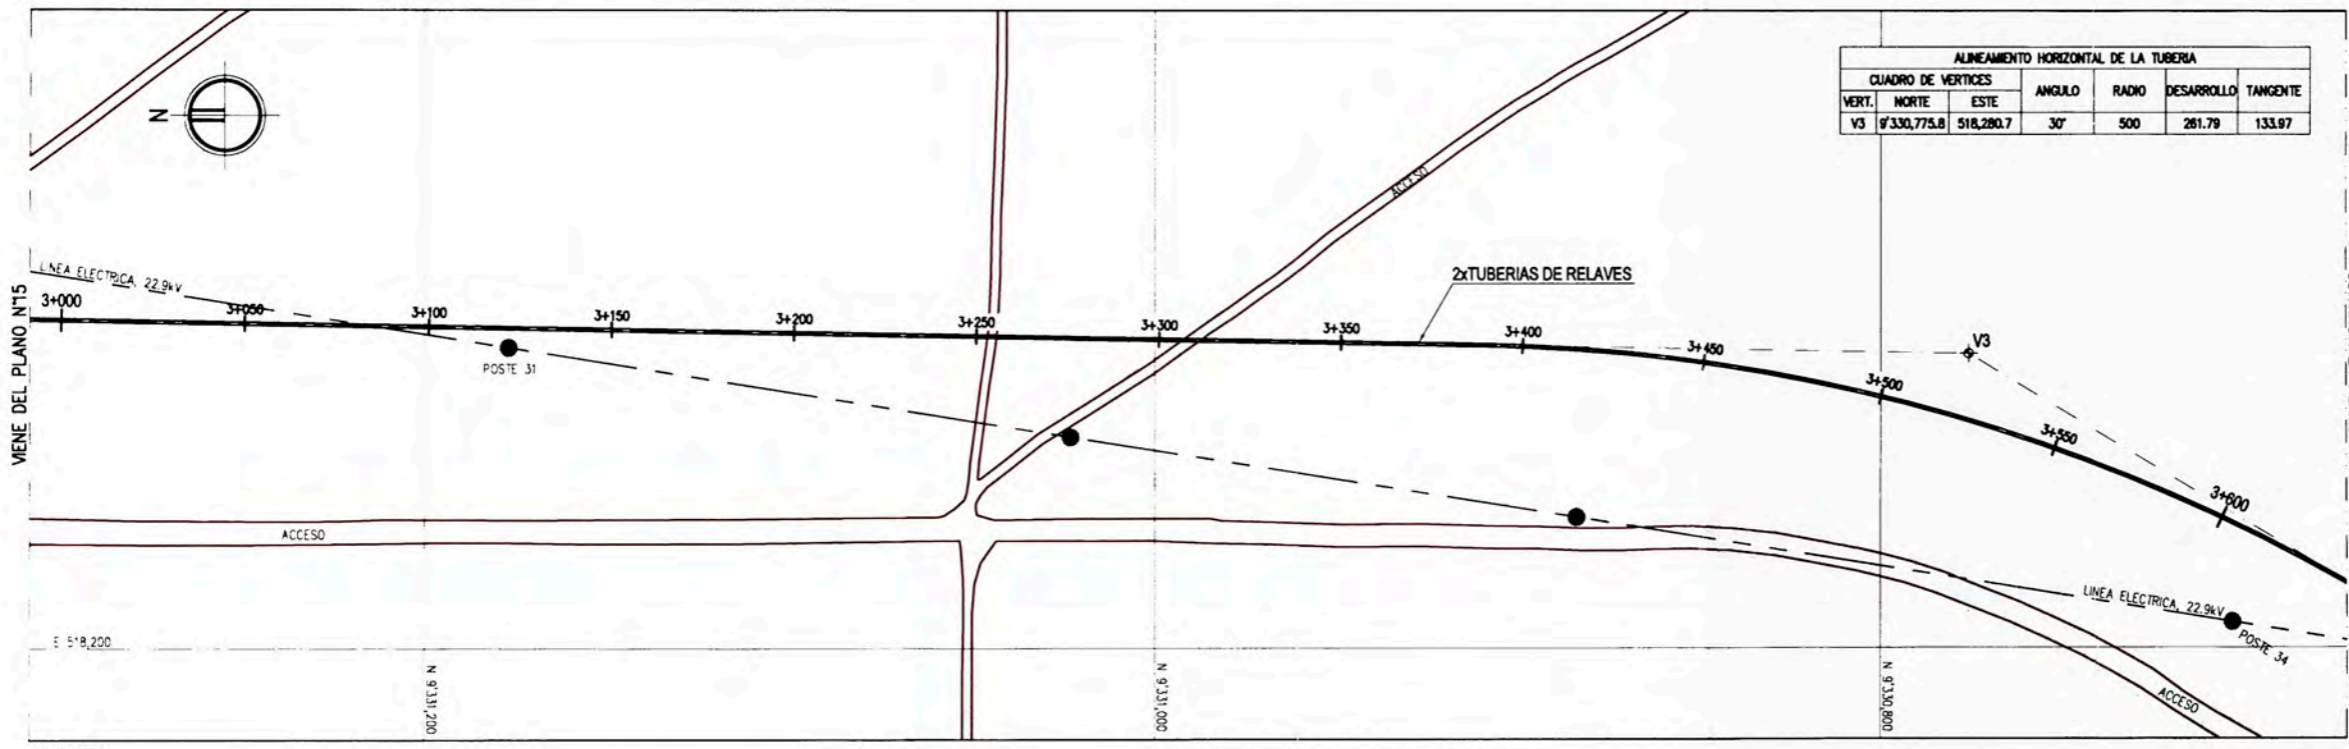 ALINEAMIENTO HORIZONTAL DE LA TUBERIA
CUADRO DE VERTICES ANGULO RADIO DESARROLLO TANGENTE
VERT. NORTE ESTE
V3 9'330,775.8 518,280.7 30° 500 261.79 133.97
N
ACCESO
VIENE DEL PLANO N°15
LINEA ELECTRICA, 22.9kV
2xTUBERIAS DE RELAVES
3+000
3+050
3+100
3+150
3+200
3+250
3+300
3+350
3+400
3+450
3+500
3+550
3+600
V3
POSTE 31
ACCESO
LINEA ELECTRICA, 22.9kV
POSTE 34
E 518,200
N 9'331,200
N 9'331,000
N 9'330,800
ACCESO